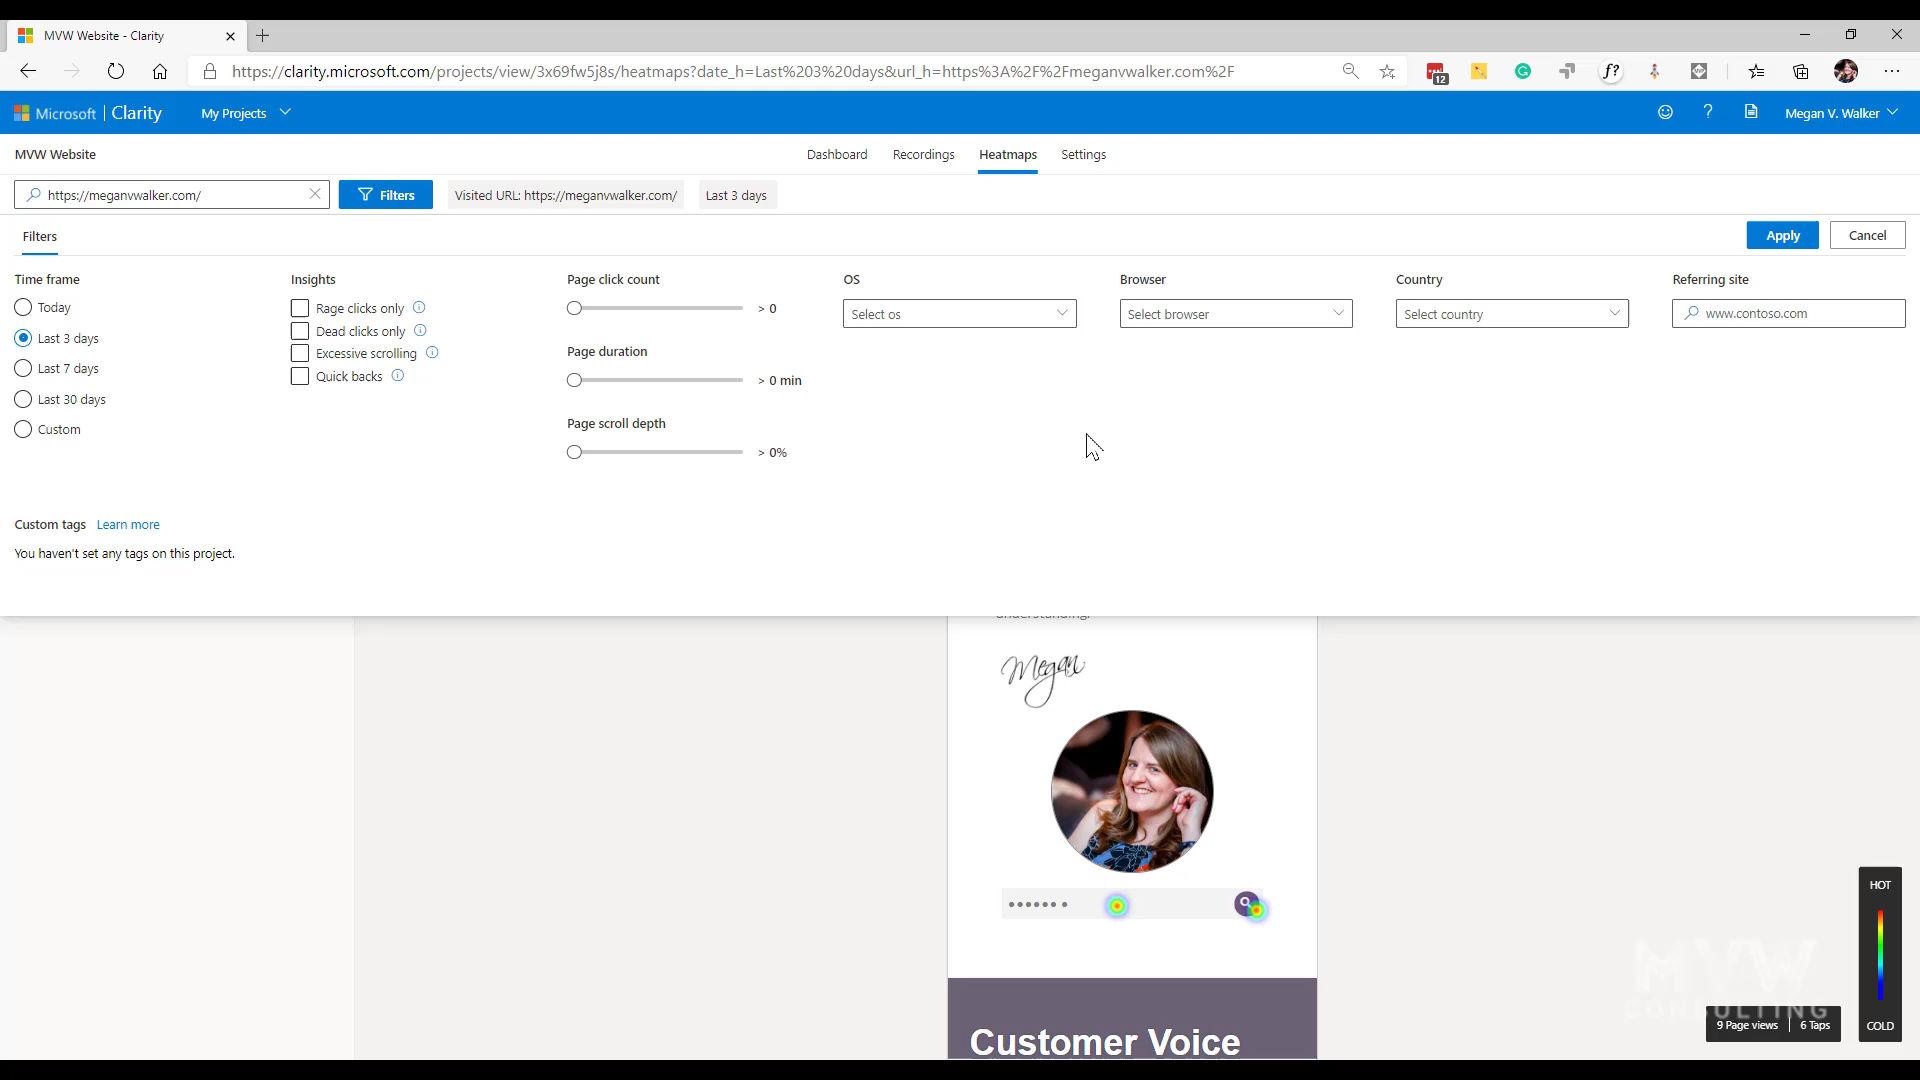 MVW Website - Clarity
https://clarity.microsoft.com/projects/view/3x69fw5j8s/heatmaps?date_h=Last%203%20days&url_h=https%3A%2F%2Fmeganvwalker.com%2F
12
f?
Microsoft | Clarity
My Projects
?
Megan V. Walker
MVW Website
Dashboard
Recordings
Heatmaps
Settings
https://meganvwalker.com/
Filters
Visited URL: https://meganvwalker.com/
Last 3 days
Filters
Apply
Cancel
Time frame
Today
Last 3 days
Last 7 days
Last 30 days
Custom
Insights
Rage clicks only
Dead clicks only
Excessive scrolling
Quick backs
Page click count
> 0
Page duration
> 0 min
Page scroll depth
> 0%
OS
Select os
Browser
Select browser
Country
Select country
Referring site
www.contoso.com
Custom tags Learn more
You haven't set any tags on this project.
understanding.
Megan
Customer Voice
MVW
CONSULTING
9 Page views | 6 Taps
HOT
COLD